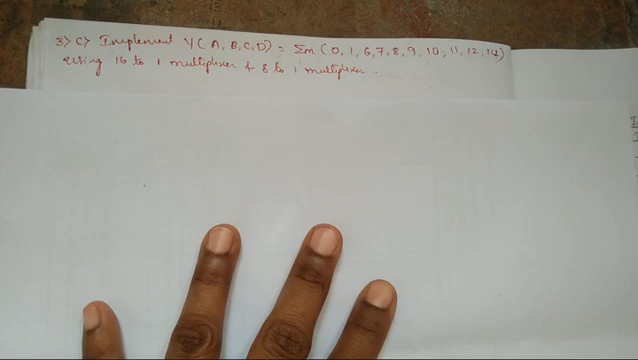 3> C> Implement Y(A, B, C, D) = Σm (0, 1, 6, 7, 8, 9, 10, 11, 12, 14)
using 16 to 1 multiplexer & 8 to 1 multiplexer ..